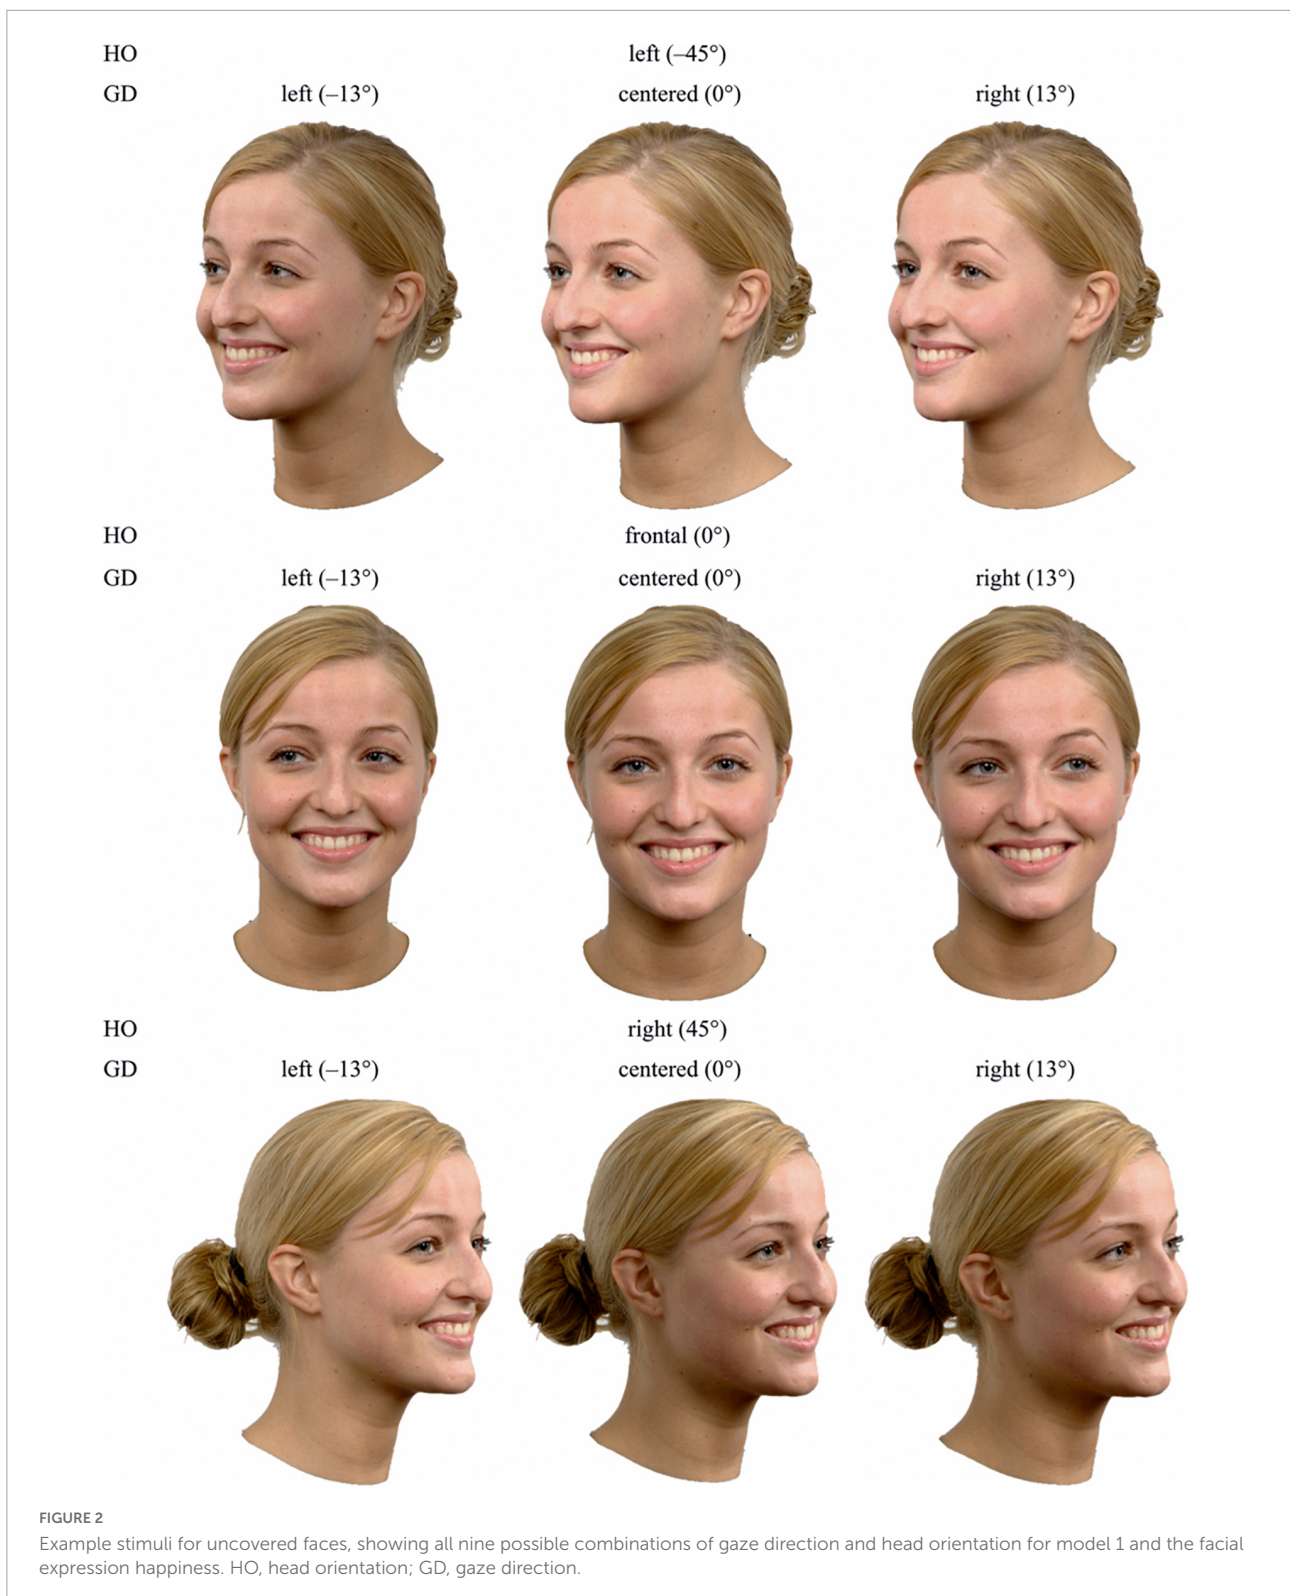 HO left (–45°)
GD left (–13°) centered (0°) right (13°)
HO frontal (0°)
GD left (–13°) centered (0°) right (13°)
HO right (45°)
GD left (–13°) centered (0°) right (13°)
FIGURE 2
Example stimuli for uncovered faces, showing all nine possible combinations of gaze direction and head orientation for model 1 and the facial
expression happiness. HO, head orientation; GD, gaze direction.